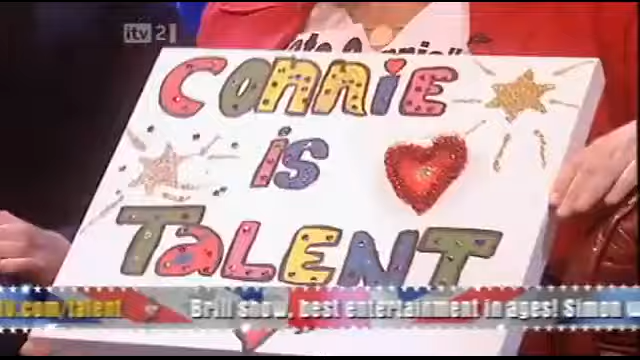 itv2
Connie
is
TaLENT
tv.com/talent Brill show, best entertainment in ages! Simon